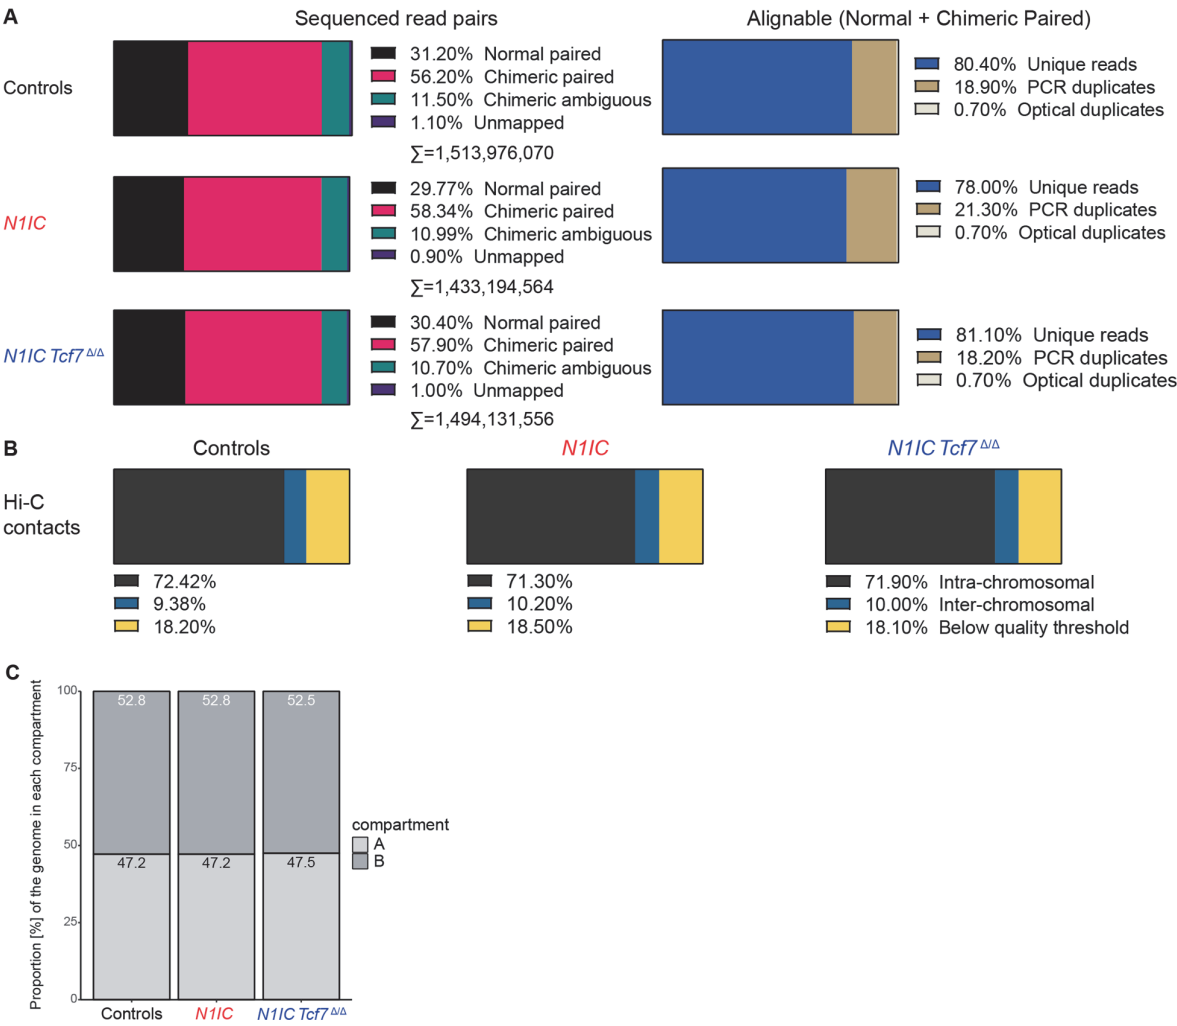 A
Sequenced read pairs
Alignable (Normal + Chimeric Paired)
Controls
31.20% Normal paired
56.20% Chimeric paired
11.50% Chimeric ambiguous
1.10% Unmapped
∑=1,513,976,070
80.40% Unique reads
18.90% PCR duplicates
0.70% Optical duplicates
N1IC
29.77% Normal paired
58.34% Chimeric paired
10.99% Chimeric ambiguous
0.90% Unmapped
∑=1,433,194,564
78.00% Unique reads
21.30% PCR duplicates
0.70% Optical duplicates
N1IC Tcf7 Δ/Δ
30.40% Normal paired
57.90% Chimeric paired
10.70% Chimeric ambiguous
1.00% Unmapped
∑=1,494,131,556
81.10% Unique reads
18.20% PCR duplicates
0.70% Optical duplicates
B
Controls
N1IC
N1IC Tcf7 Δ/Δ
Hi-C
contacts
72.42%
9.38%
18.20%
71.30%
10.20%
18.50%
71.90% Intra-chromosomal
10.00% Inter-chromosomal
18.10% Below quality threshold
C
Proportion [%] of the genome in each compartment
100
75
50
25
0
52.8
52.8
52.5
47.2
47.2
47.5
compartment
A
B
Controls
N1IC
N1IC Tcf7 Δ/Δ